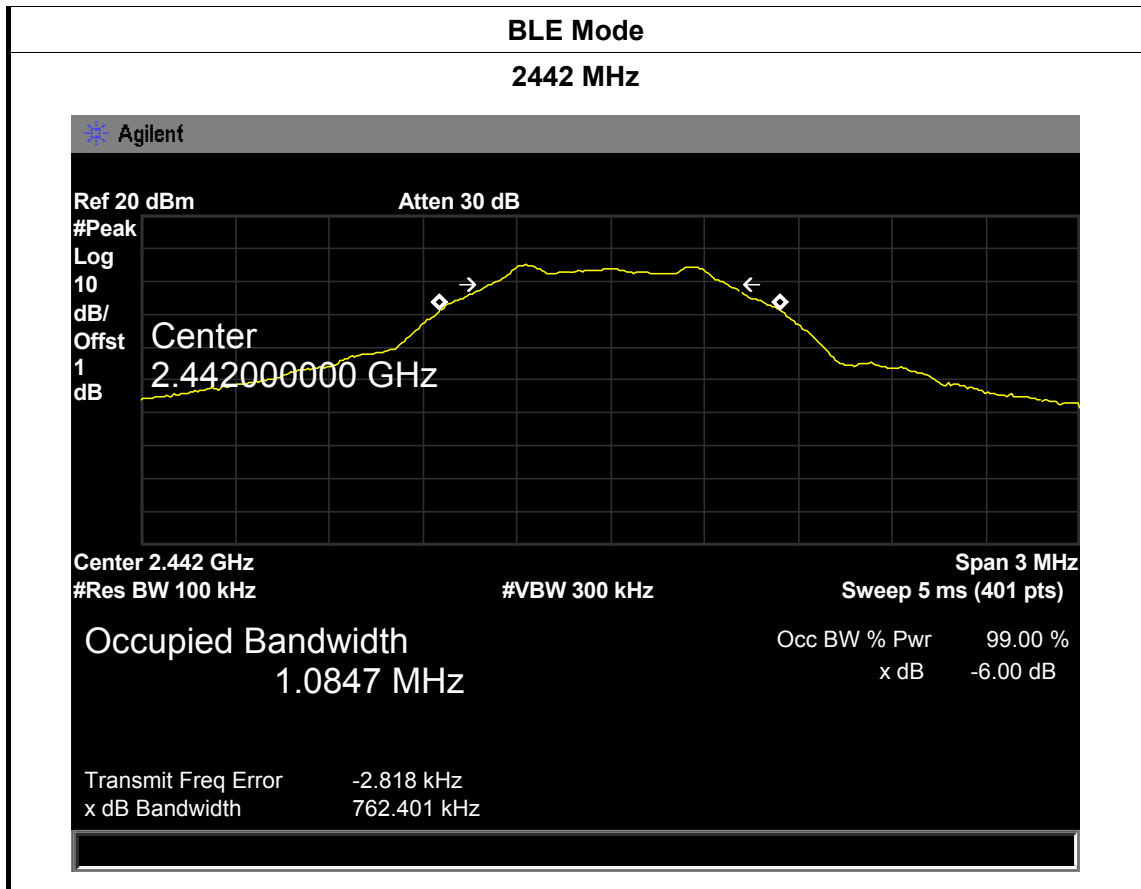 BLE Mode
2442 MHz
Agilent
Ref 20 dBm Atten 30 dB
#Peak
Log
10
dB/
Offst
1
dB
Center
2.442000000 GHz
Center 2.442 GHz Span 3 MHz
#Res BW 100 kHz #VBW 300 kHz Sweep 5 ms (401 pts)
Occupied Bandwidth Occ BW % Pwr 99.00 %
1.0847 MHz x dB -6.00 dB
Transmit Freq Error -2.818 kHz
x dB Bandwidth 762.401 kHz